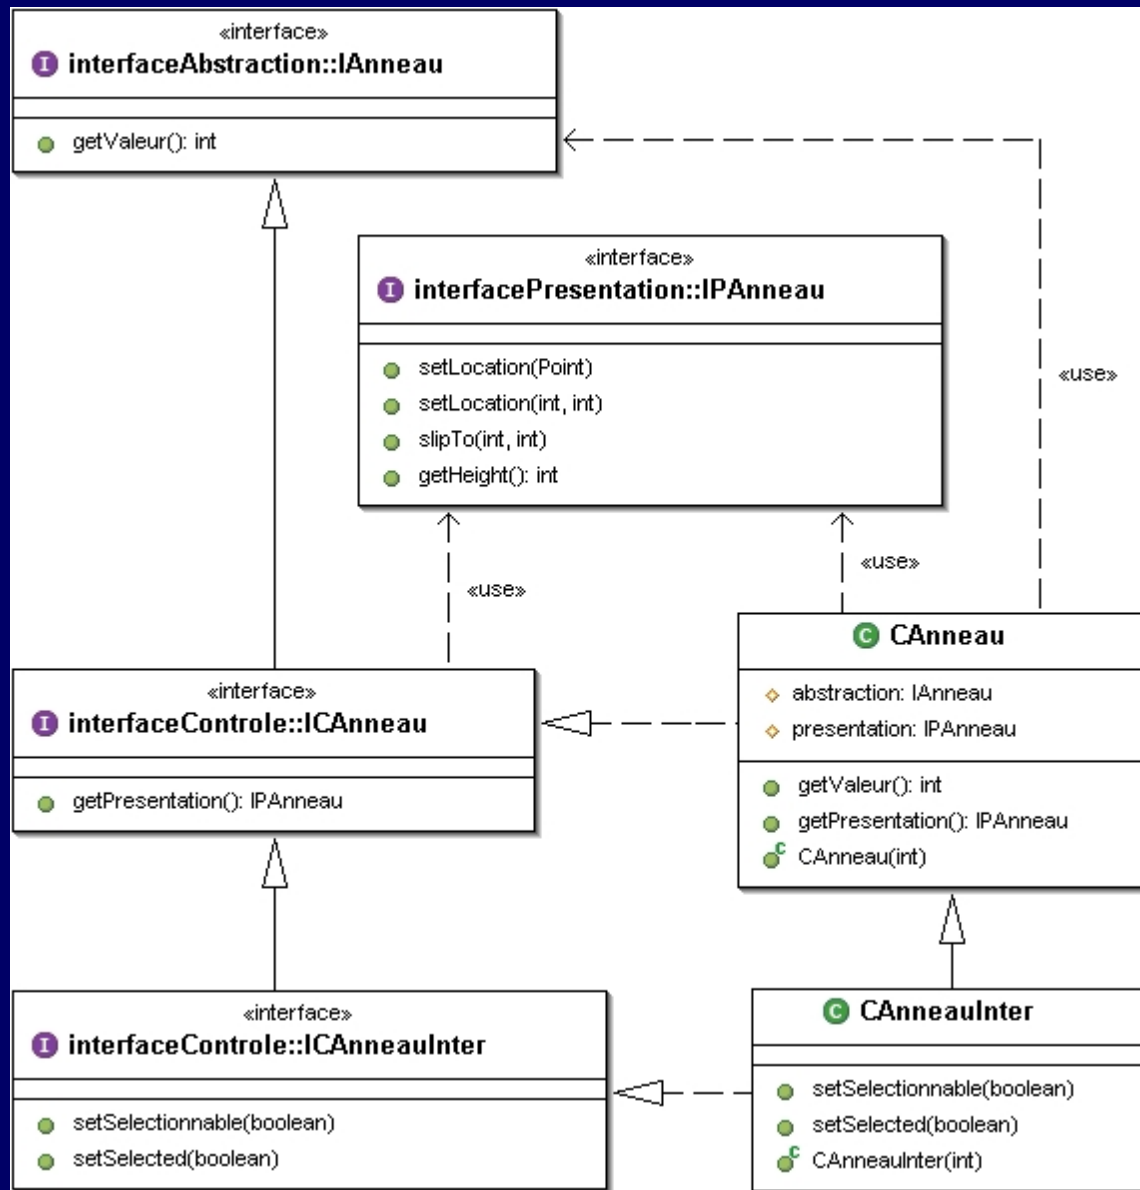 «interface»
I interfaceAbstraction::IAnneau
getValeur(): int
«interface»
I interfacePresentation::IPAnneau
setLocation(Point)
setLocation(int, int)
slipTo(int, int)
getHeight(): int
«use»
«use»
«use»
C CAnneau
abstraction: IAnneau
presentation: IPAnneau
getValeur(): int
getPresentation(): IPAnneau
C CAnneau(int)
«interface»
I interfaceControle::ICAnneau
getPresentation(): IPAnneau
«interface»
I interfaceControle::ICAnneauInter
setSelectionnable(boolean)
setSelected(boolean)
C CAnneauInter
setSelectionnable(boolean)
setSelected(boolean)
C CAnneauInter(int)